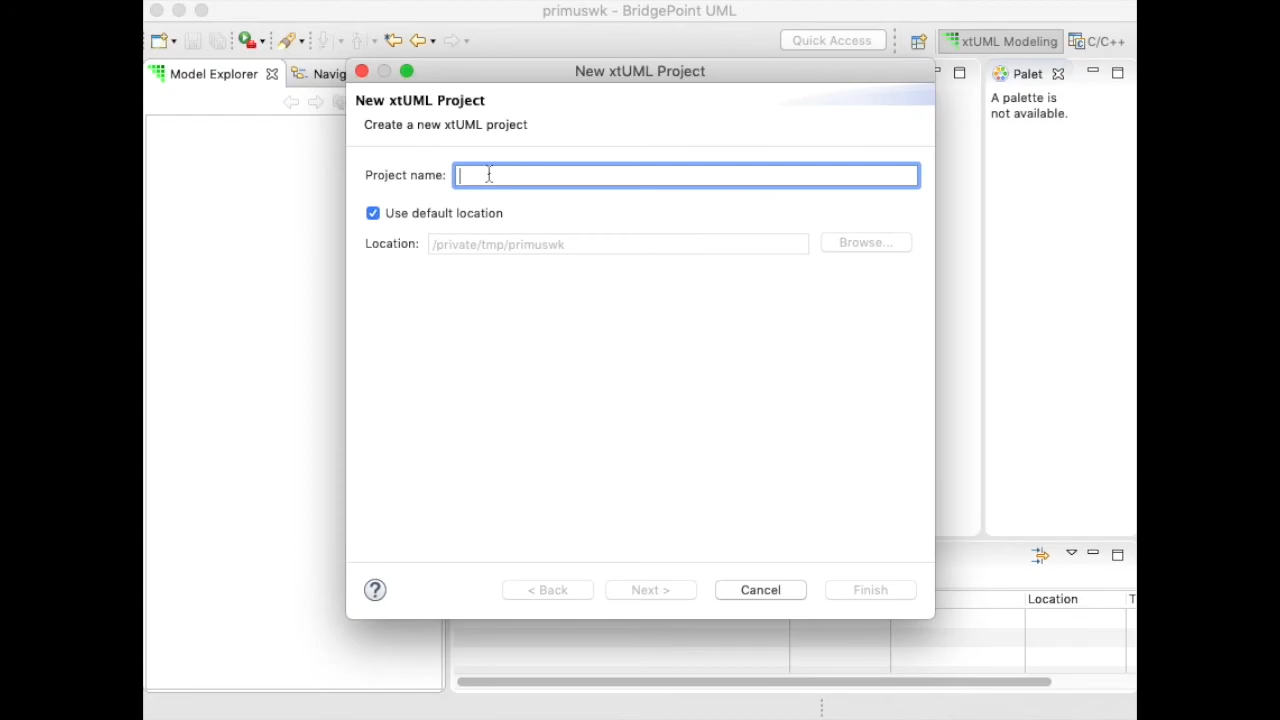 primuswk - BridgePoint UML
Quick Access
xtUML Modeling
C/C++
Model Explorer
Navig
New xtUML Project
Palet
New xtUML Project
Create a new xtUML project
A palette is
not available.
Project name:
Use default location
Location:
/private/tmp/primuswk
Browse...
?
< Back
Next >
Cancel
Finish
Location
T